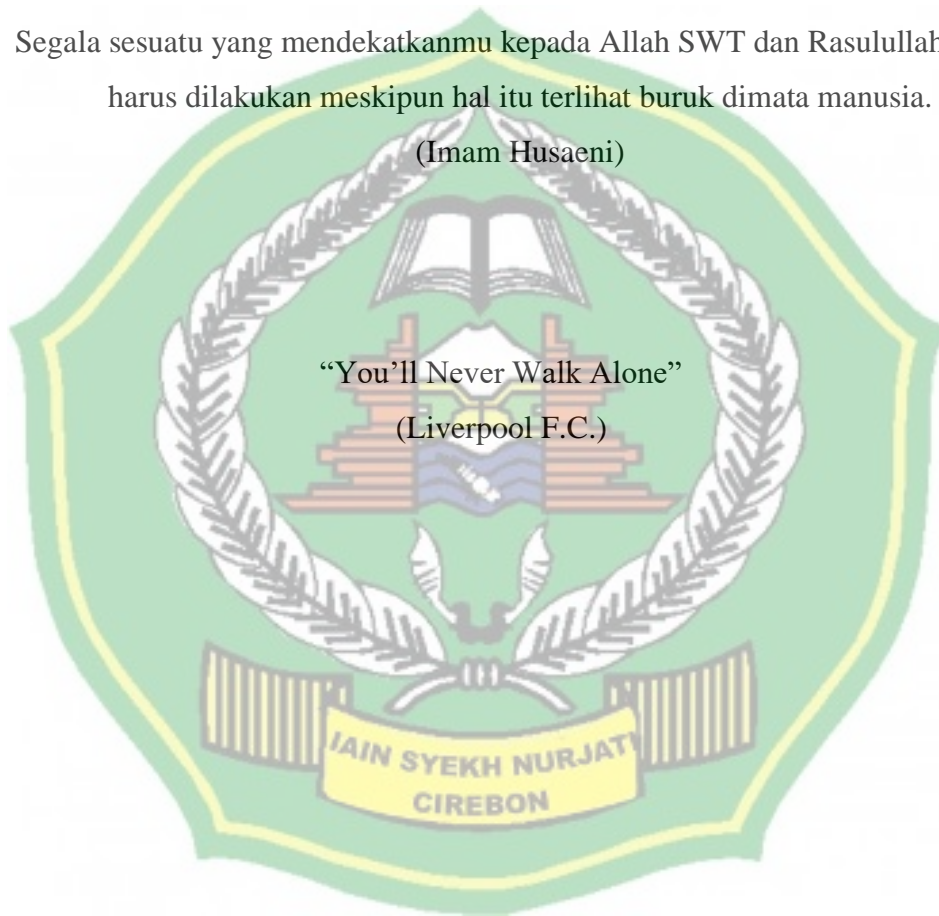 Segala sesuatu yang mendekatkanmu kepada Allah SWT dan Rasulullah
harus dilakukan meskipun hal itu terlihat buruk dimata manusia.
(Imam Husaeni)
“You’ll Never Walk Alone”
(Liverpool F.C.)
IAIN SYEKH NURJATI
CIREBON